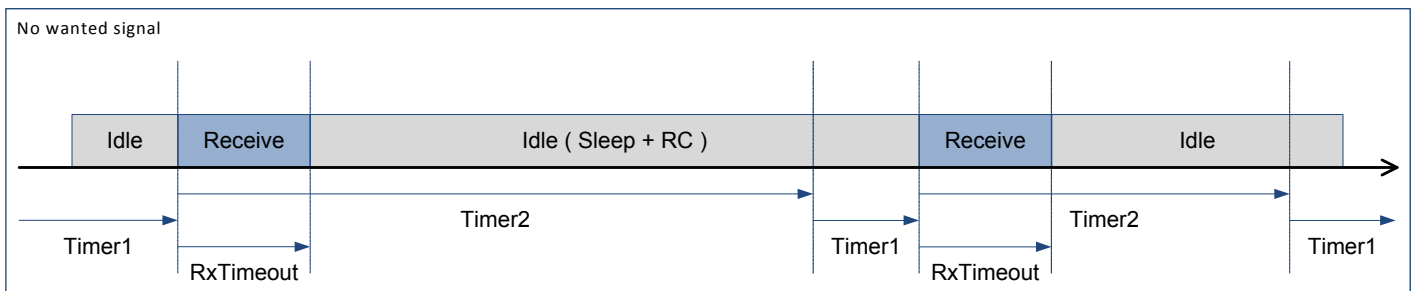 No wanted signal
Idle Receive Idle ( Sleep + RC ) Receive Idle
Timer2 Timer2
Timer1 Timer1 Timer1
RxTimeout RxTimeout